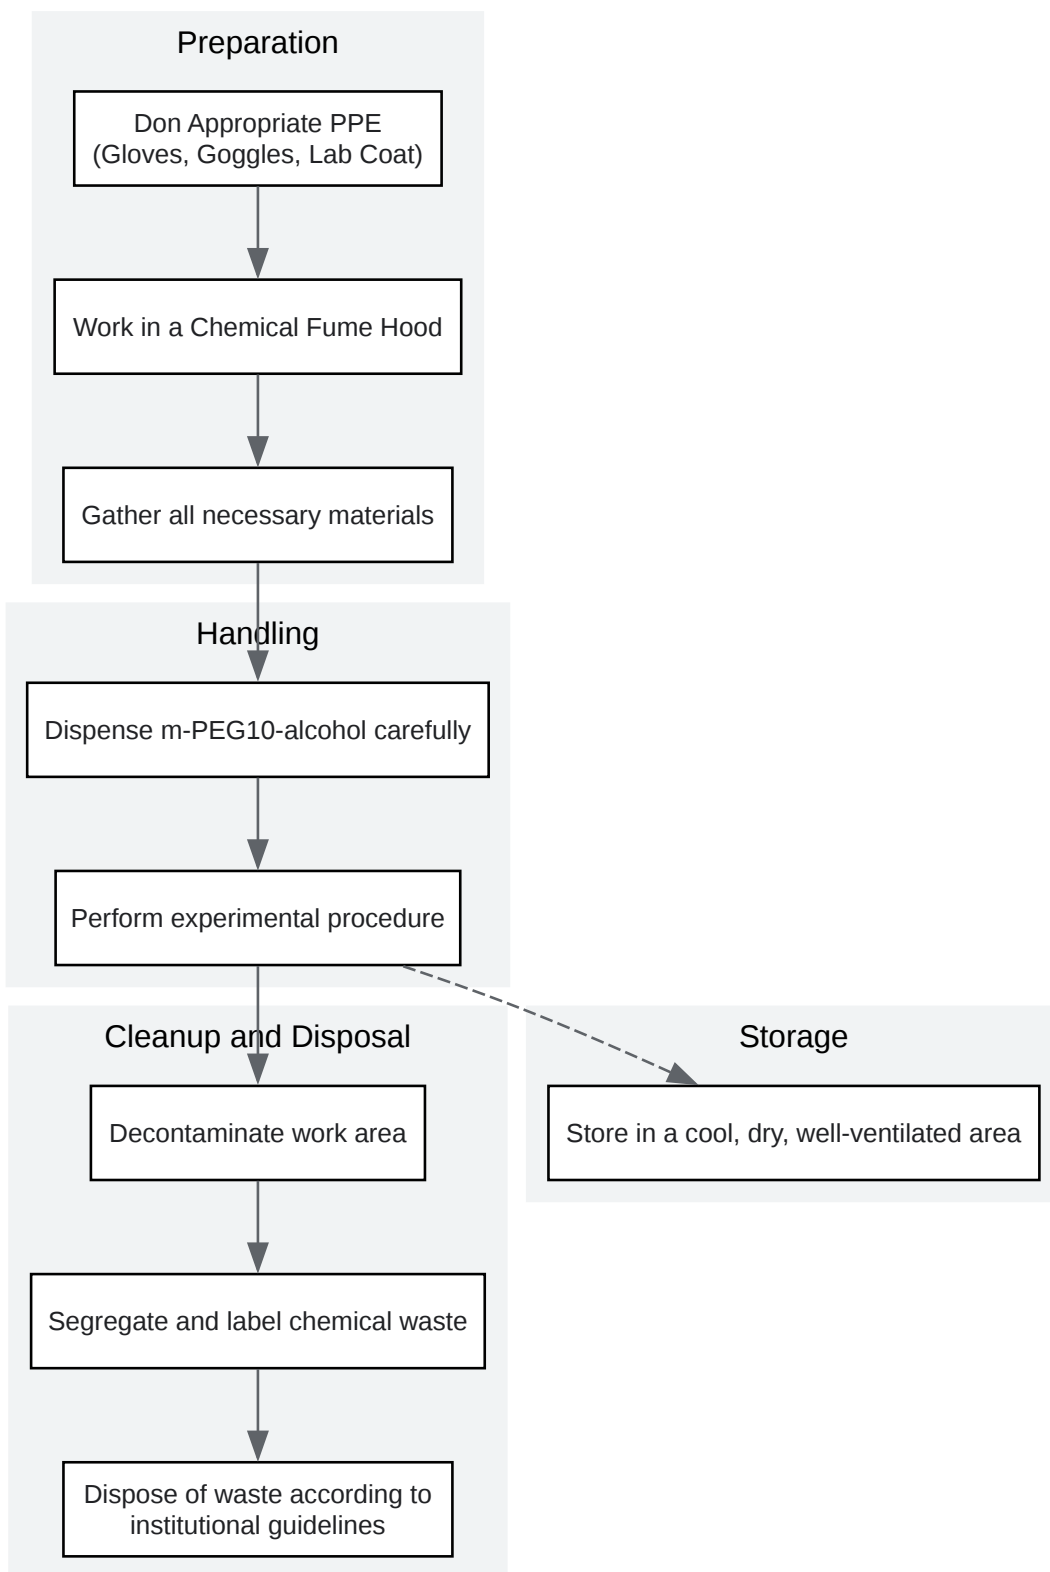 Preparation
Don Appropriate PPE
(Gloves, Goggles, Lab Coat)
Work in a Chemical Fume Hood
Gather all necessary materials
Handling
Dispense m-PEG10-alcohol carefully
Perform experimental procedure
Cleanup and Disposal
Decontaminate work area
Segregate and label chemical waste
Dispose of waste according to
institutional guidelines
Storage
Store in a cool, dry, well-ventilated area